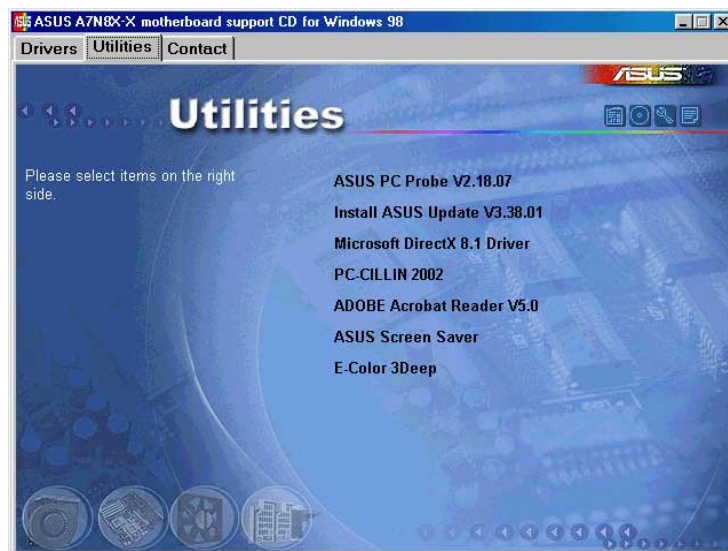 ASUS A7N8X-X motherboard support CD for Windows 98
Drivers Utilities Contact
ASUS
Utilities
Please select items on the right
side.
ASUS PC Probe V2.18.07
Install ASUS Update V3.38.01
Microsoft DirectX 8.1 Driver
PC-CILLIN 2002
ADOBE Acrobat Reader V5.0
ASUS Screen Saver
E-Color 3Deep